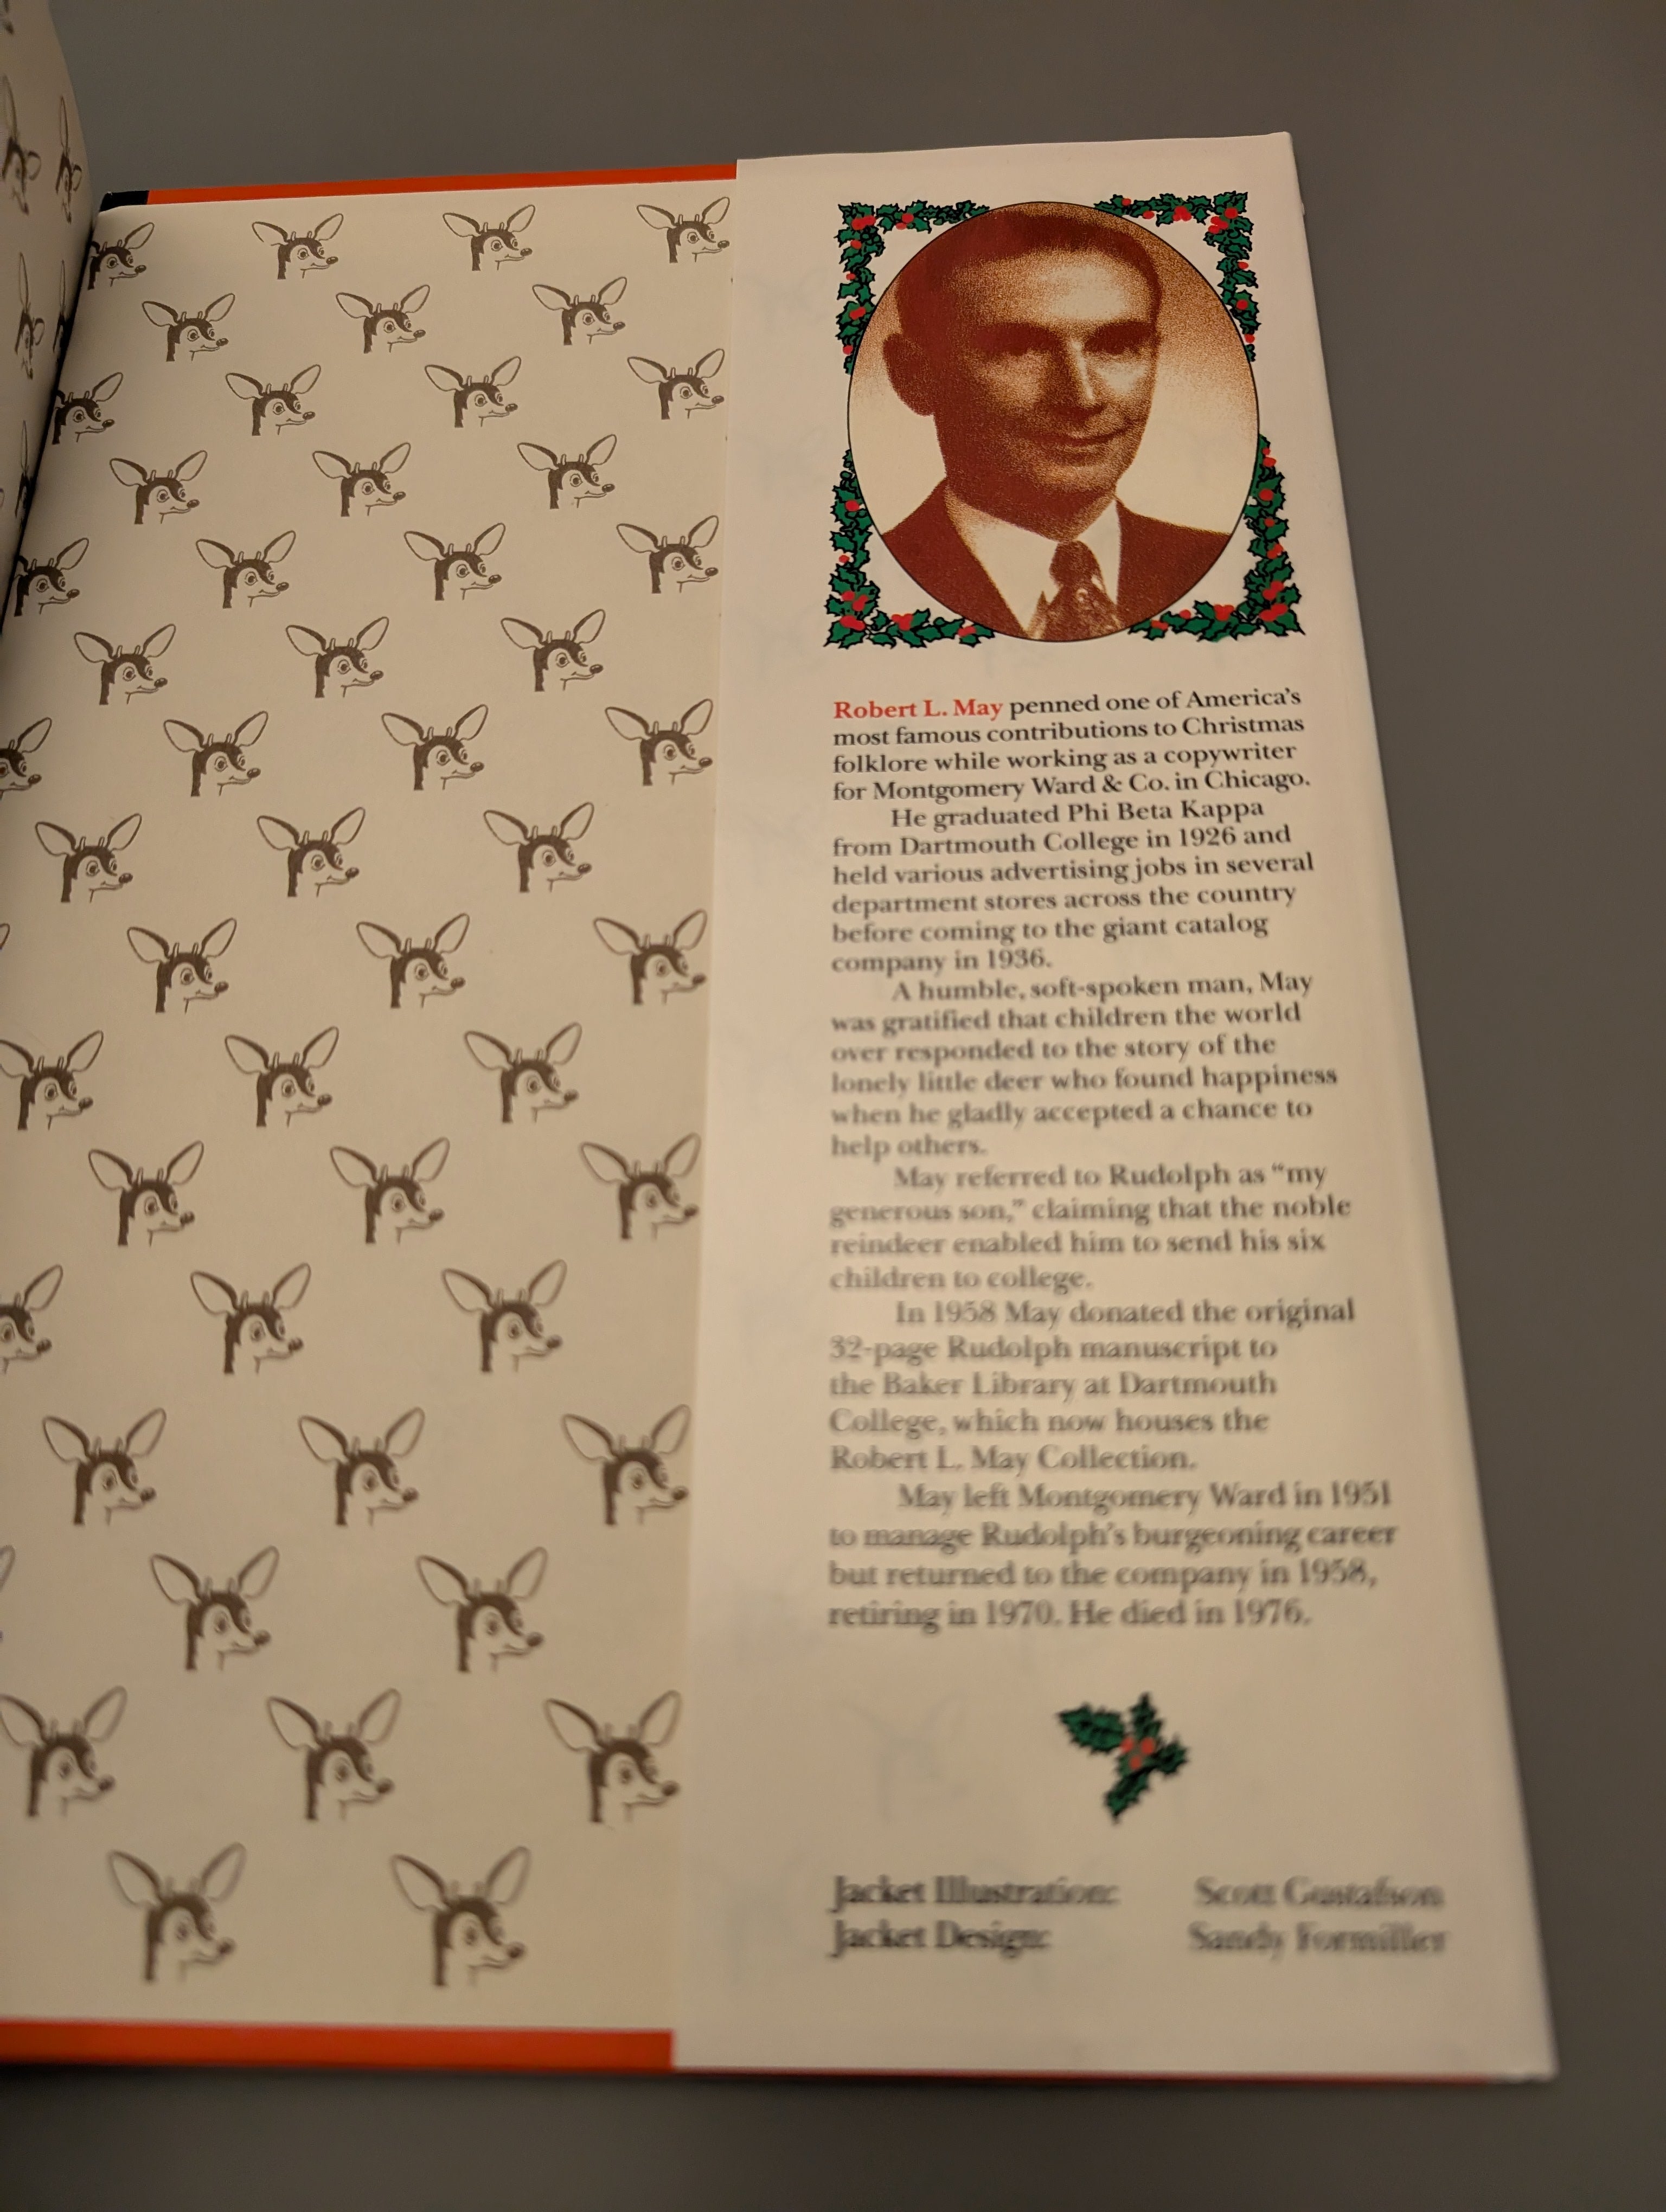 Robert L. May penned one of America's
most famous contributions to Christmas
folklore while working as a copywriter
for Montgomery Ward & Co. in Chicago.
He graduated Phi Beta Kappa
from Dartmouth College in 1926 and
held various advertising jobs in several
department stores across the country
before coming to the giant catalog
company in 1936.
A humble, soft-spoken man, May
was gratified that children the world
over responded to the story of the
lonely little deer who found happiness
when he gladly accepted a chance to
help others.
May referred to Rudolph as “my
generous son,” claiming that the noble
reindeer enabled him to send his six
children to college.
In 1958 May donated the original
32-page Rudolph manuscript to
the Baker Library at Dartmouth
College, which now houses the
Robert L. May Collection.
May left Montgomery Ward in 1951
to manage Rudolph's burgeoning career
but returned to the company in 1958,
retiring in 1970. He died in 1976.
Jacket Illustration: Scott Gustafson
Jacket Design: Sandy Formiller